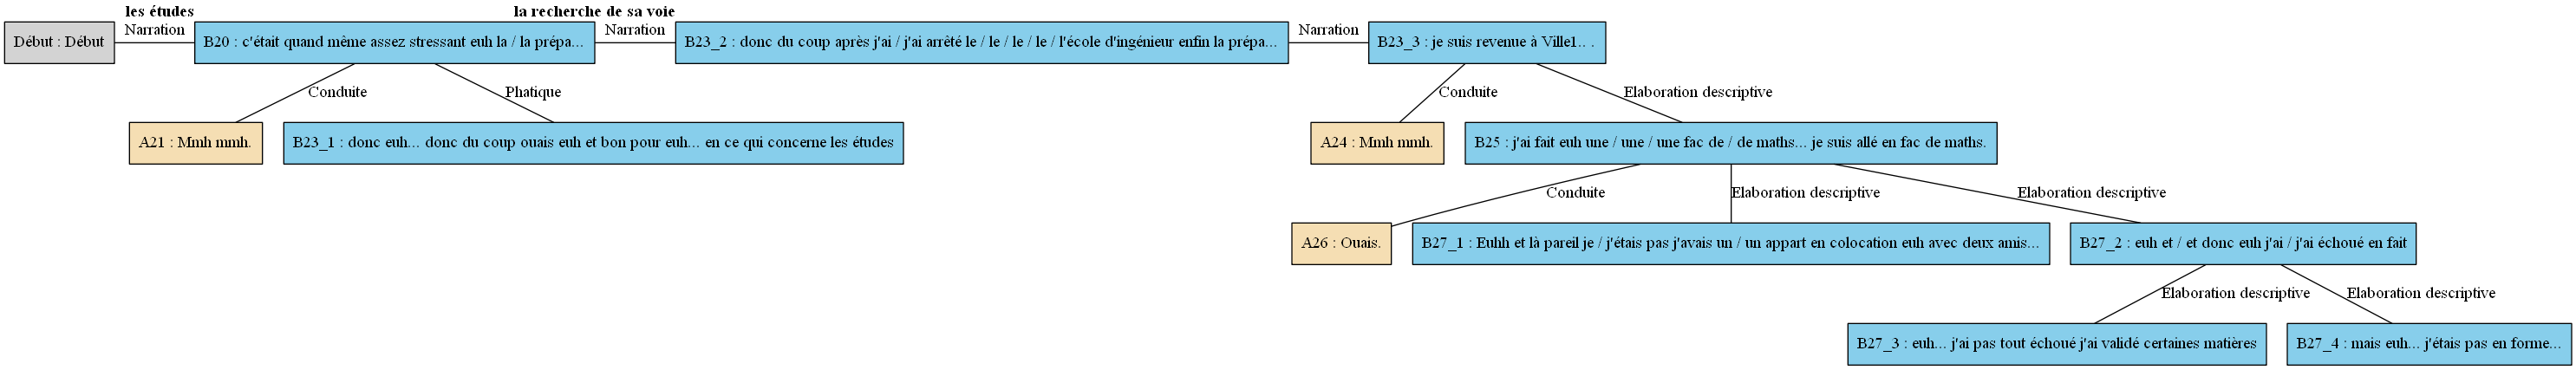 les études
la recherche de sa voie
Début : Début
Narration
B20 : c'était quand même assez stressant euh la / la prépa...
Narration
B23_2 : donc du coup après j'ai / j'ai arrêté le / le / le / le / l'école d'ingénieur enfin la prépa...
Narration
B23_3 : je suis revenue à Ville1.. .
Conduite
Phatique
Conduite
Elaboration descriptive
A21 : Mmh mmh.
B23_1 : donc euh... donc du coup ouais euh et bon pour euh... en ce qui concerne les études
A24 : Mmh mmh.
B25 : j'ai fait euh une / une / une fac de / de maths... je suis allé en fac de maths.
Conduite
Elaboration descriptive
Elaboration descriptive
A26 : Ouais.
B27_1 : Euhh et là pareil je / j'étais pas j'avais un / un appart en colocation euh avec deux amis...
B27_2 : euh et / et donc euh j'ai / j'ai échoué en fait
Elaboration descriptive
Elaboration descriptive
B27_3 : euh... j'ai pas tout échoué j'ai validé certaines matières
B27_4 : mais euh... j'étais pas en forme...